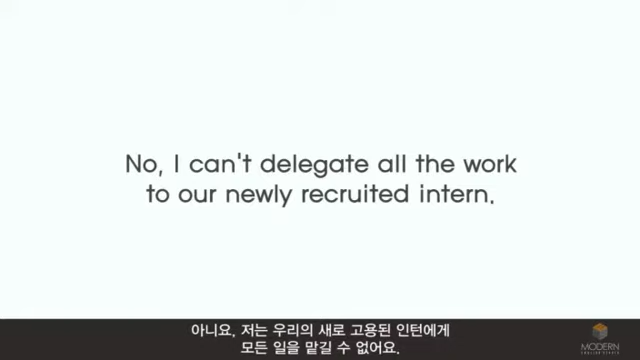 No, I can't delegate all the work
to our newly recruited intern.
아니요, 저는 우리의 새로 고용된 인턴에게
모든 일을 맡길 수 없어요.
MODERN